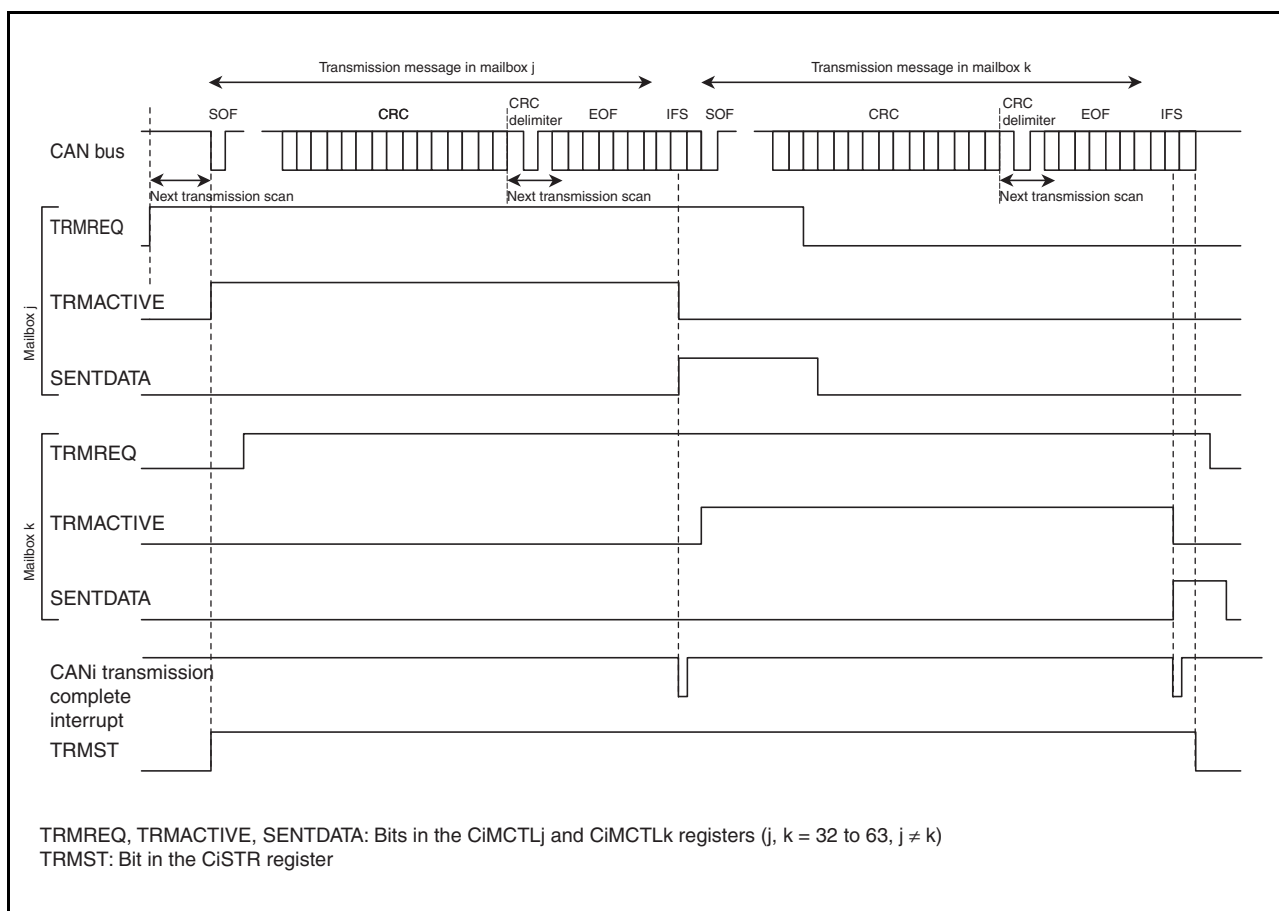 Transmission message in mailbox j
Transmission message in mailbox k
SOF
CRC
CRC
delimiter
EOF
IFS
SOF
CRC
CRC
delimiter
EOF
IFS
CAN bus
Next transmission scan
Next transmission scan
Next transmission scan
Mailbox j
TRMREQ
TRMACTIVE
SENTDATA
Mailbox k
TRMREQ
TRMACTIVE
SENTDATA
CANi transmission
complete
interrupt
TRMST
TRMREQ, TRMACTIVE, SENTDATA: Bits in the CiMCTLj and CiMCTLk registers (j, k = 32 to 63, j ≠ k)
TRMST: Bit in the CiSTR register